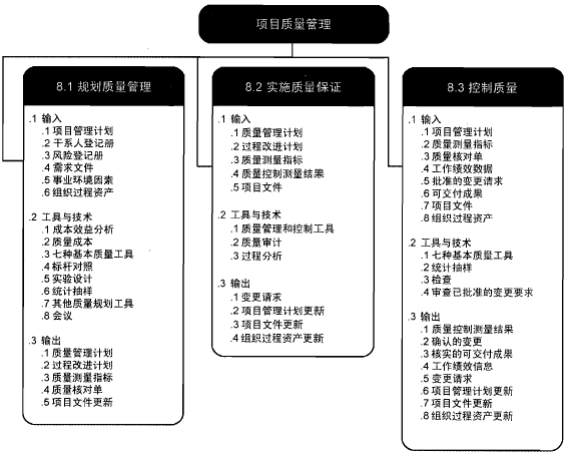 项目质量管理
8.1 规划质量管理
.1 输入
.1 项目管理计划
.2 干系人登记册
.3 风险登记册
.4 需求文件
.5 事业环境因素
.6 组织过程资产
.2 工具与技术
.1 成本效益分析
.2 质量成本
.3 七种基本质量工具
.4 标杆对照
.5 实验设计
.6 统计抽样
.7 其他质量规划工具
.8 会议
.3 输出
.1 质量管理计划
.2 过程改进计划
.3 质量测量指标
.4 质量核对单
.5 项目文件更新
8.2 实施质量保证
.1 输入
.1 质量管理计划
.2 过程改进计划
.3 质量测量指标
.4 质量控制测量结果
.5 项目文件
.2 工具与技术
.1 质量管理和控制工具
.2 质量审计
.3 过程分析
.3 输出
.1 变更请求
.2 项目管理计划更新
.3 项目文件更新
.4 组织过程资产更新
8.3 控制质量
.1 输入
.1 项目管理计划
.2 质量测量指标
.3 质量核对单
.4 工作绩效数据
.5 批准的变更请求
.6 可交付成果
.7 项目文件
.8 组织过程资产
.2 工具与技术
.1 七种基本质量工具
.2 统计抽样
.3 检查
.4 审查已批准的变更要求
.3 输出
.1 质量控制测量结果
.2 确认的变更
.3 核实的可交付成果
.4 工作绩效信息
.5 变更请求
.6 项目管理计划更新
.7 项目文件更新
.8 组织过程资产更新